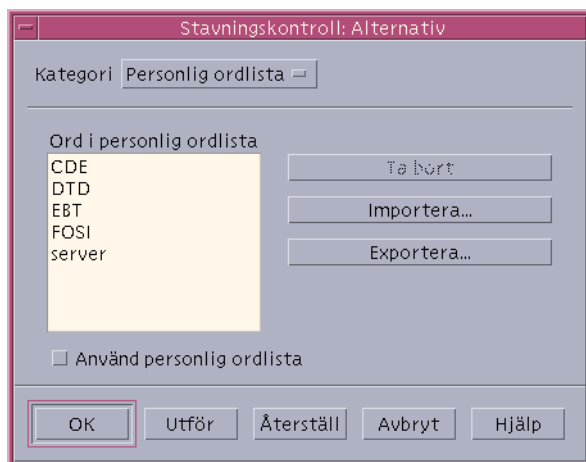 Stavningskontroll: Alternativ
Kategori Personlig ordlista
Ord i personlig ordlista
CDE
DTD
EBT
FOSI
server
Ta bort
Importera...
Exportera...
Använd personlig ordlista
OK Utför Återställ Avbryt Hjälp